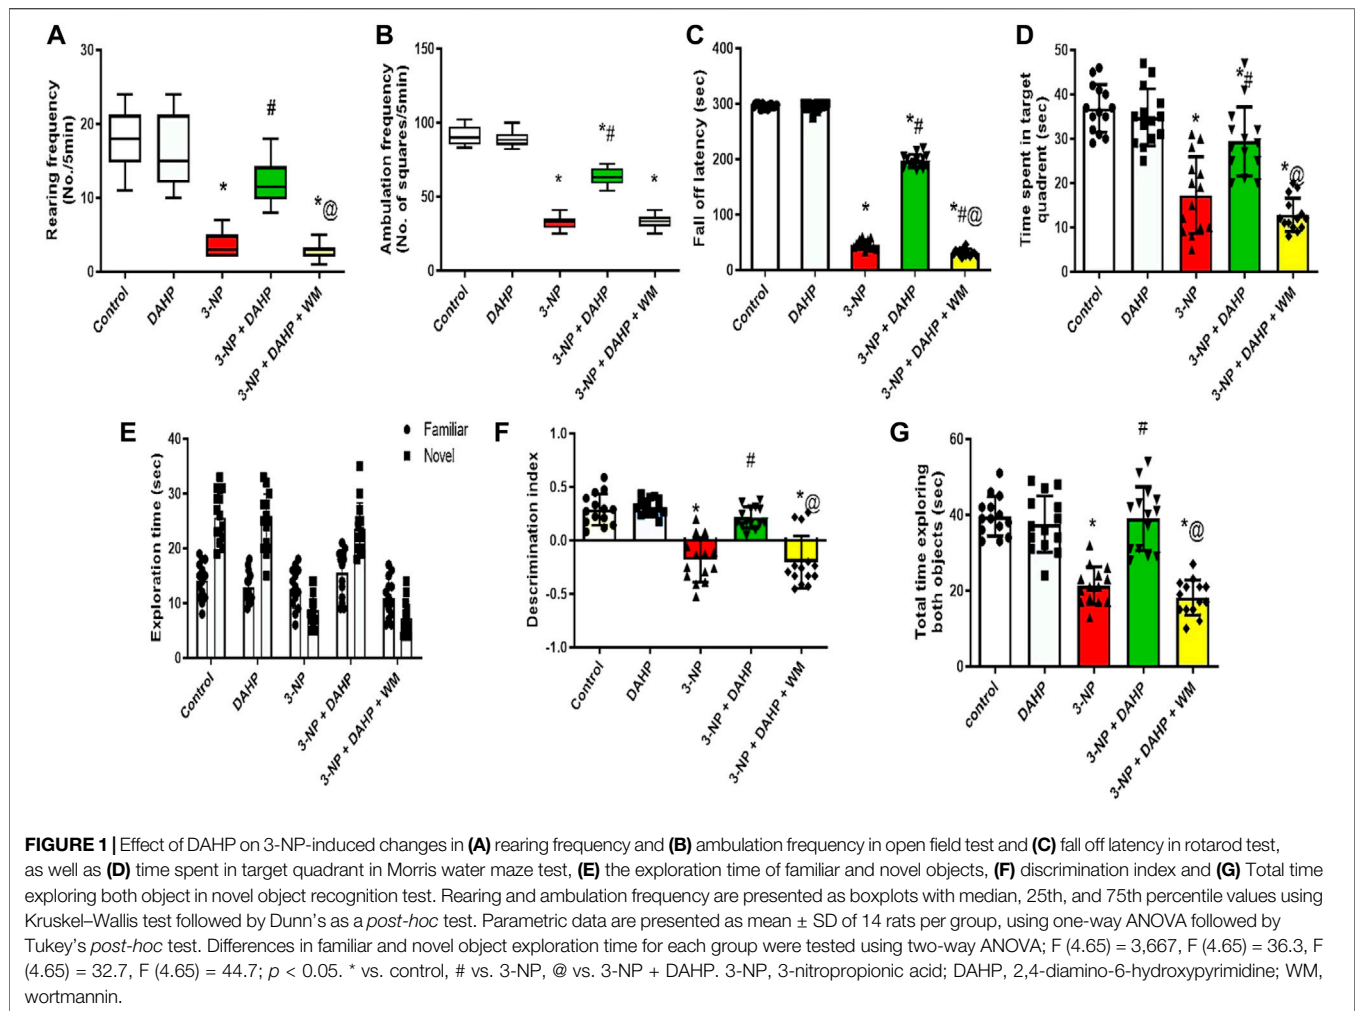 A
Rearing frequency
(No./5min)
30
20
10
0
*
#
*@
Control
DAHP
3-NP
3-NP + DAHP
3-NP + DAHP + WM
B
Ambulation frequency
(No. of squares/5min)
150
100
50
0
*
*#
*
Control
DAHP
3-NP
3-NP + DAHP
3-NP + DAHP + WM
C
Fall off latency (sec)
400
300
200
100
0
*
*#
*#@
Control
DAHP
3-NP
3-NP + DAHP
3-NP + DAHP + WM
D
Time spent in target
quadrent (sec)
50
40
30
20
10
0
*
*#
*@
Control
DAHP
3-NP
3-NP + DAHP
3-NP + DAHP + WM
E
Familiar
Novel
Exploration time (sec)
40
30
20
10
0
Control
DAHP
3-NP
3-NP + DAHP
3-NP + DAHP + WM
F
Descrimination index
1.0
0.5
0.0
-0.5
-1.0
*
#
*@
Control
DAHP
3-NP
3-NP + DAHP
3-NP + DAHP + WM
G
Total time exploring
both objects (sec)
60
40
20
0
*
#
*@
control
DAHP
3-NP
3-NP + DAHP
3-NP + DAHP + WM
FIGURE 1 | Effect of DAHP on 3-NP-induced changes in (A) rearing frequency and (B) ambulation frequency in open field test and (C) fall off latency in rotarod test,
as well as (D) time spent in target quadrant in Morris water maze test, (E) the exploration time of familiar and novel objects, (F) discrimination index and (G) Total time
exploring both object in novel object recognition test. Rearing and ambulation frequency are presented as boxplots with median, 25th, and 75th percentile values using
Kruskel–Wallis test followed by Dunn's as a post-hoc test. Parametric data are presented as mean ± SD of 14 rats per group, using one-way ANOVA followed by
Tukey's post-hoc test. Differences in familiar and novel object exploration time for each group were tested using two-way ANOVA; F (4.65) = 3,667, F (4.65) = 36.3, F
(4.65) = 32.7, F (4.65) = 44.7; p < 0.05. * vs. control, # vs. 3-NP, @ vs. 3-NP + DAHP. 3-NP, 3-nitropropionic acid; DAHP, 2,4-diamino-6-hydroxypyrimidine; WM,
wortmannin.